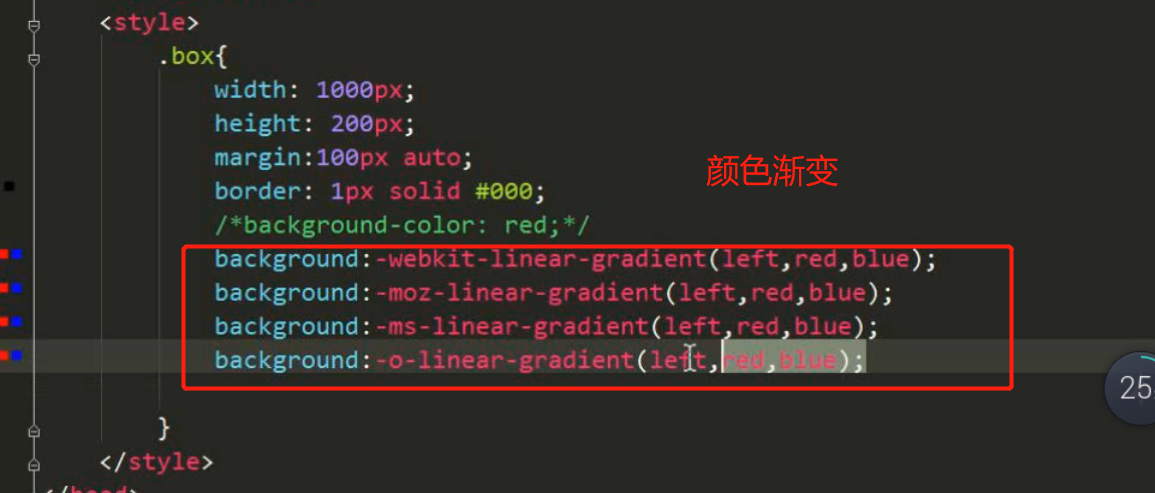 <style>
.box{
width: 1000px;
height: 200px;
margin:100px auto;
颜色渐变
border: 1px solid #000;
/*background-color: red;*/
background:-webkit-linear-gradient(left,red,blue);
background:-moz-linear-gradient(left,red,blue);
background:-ms-linear-gradient(left,red,blue);
background:-o-linear-gradient(left,red,blue);
25
}
</style>
</head>